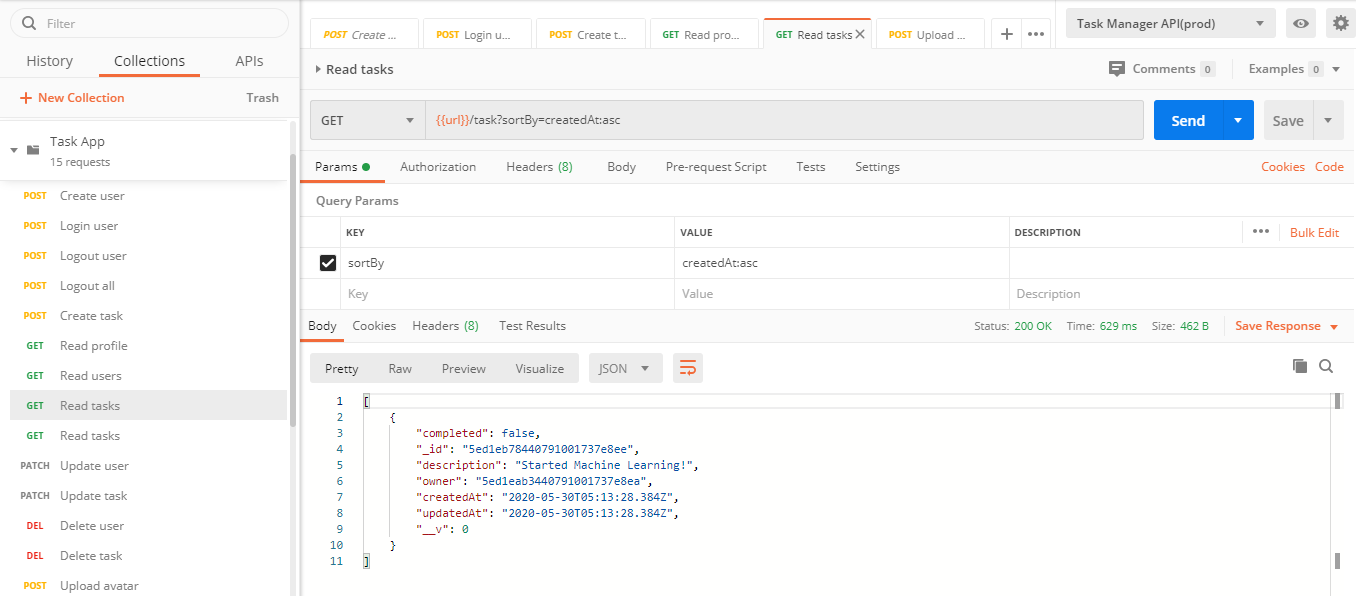 Filter
History Collections APIs
+ New Collection Trash
Task App
15 requests
POST Create user
POST Login user
POST Logout user
POST Logout all
POST Create task
GET Read profile
GET Read users
GET Read tasks
GET Read tasks
PATCH Update user
PATCH Update task
DEL Delete user
DEL Delete task
POST Upload avatar
POST Create ... POST Login u... POST Create t... GET Read pro... GET Read tasks POST Upload ... Task Manager API(prod)
Read tasks Comments 0 Examples 0
GET {{url}}/task?sortBy=createdAt:asc Send Save
Params Authorization Headers (8) Body Pre-request Script Tests Settings Cookies Code
Query Params
KEY VALUE DESCRIPTION Bulk Edit
sortBy createdAt:asc
Key Value Description
Body Cookies Headers (8) Test Results Status: 200 OK Time: 629 ms Size: 462 B Save Response
Pretty Raw Preview Visualize JSON
1 [
2 {
3 "completed": false,
4 "_id": "5ed1eb78440791001737e8ee",
5 "description": "Started Machine Learning!",
6 "owner": "5ed1eab3440791001737e8ea",
7 "createdAt": "2020-05-30T05:13:28.384Z",
8 "updatedAt": "2020-05-30T05:13:28.384Z",
9 "__v": 0
10 }
11 ]